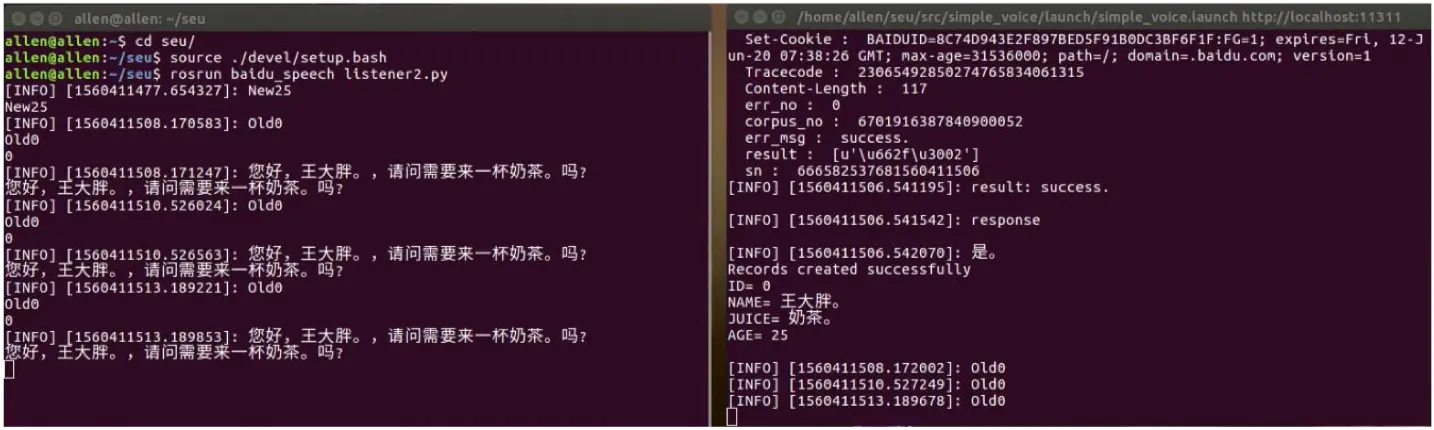 allen@allen: ~/seu
allen@allen:~$ cd seu/
allen@allen:~/seu$ source ./devel/setup.bash
allen@allen:~/seu$ rosrun baidu_speech listener2.py
[INFO] [1560411477.654327]: New25
New25
[INFO] [1560411508.170583]: Old0
Old0
0
[INFO] [1560411508.171247]: 您好，王大胖。，请问需要来一杯奶茶。吗?
您好，王大胖。，请问需要来一杯奶茶。吗?
[INFO] [1560411510.526024]: Old0
Old0
0
[INFO] [1560411510.526563]: 您好，王大胖。，请问需要来一杯奶茶。吗?
您好，王大胖。，请问需要来一杯奶茶。吗?
[INFO] [1560411513.189221]: Old0
Old0
0
[INFO] [1560411513.189853]: 您好，王大胖。，请问需要来一杯奶茶。吗?
您好，王大胖。，请问需要来一杯奶茶。吗?
/home/allen/seu/src/simple_voice/launch/simple_voice.launch http://localhost:11311
Set-Cookie :  BAIDUID=8C74D943E2F897BED5F91B0DC3BF6F1F:FG=1; expires=Fri, 12-J
un-20 07:38:26 GMT; max-age=31536000; path=/; domain=.baidu.com; version=1
Tracecode :  23065492850274765834061315
Content-Length :  117
err_no :  0
corpus_no :  6701916387840900052
err_msg :  success.
result :  [u'\u662f\u3002']
sn :  666582537681560411506
[INFO] [1560411506.541195]: result: success.
[INFO] [1560411506.541542]: response
[INFO] [1560411506.542070]: 是。
Records created successfully
ID= 0
NAME= 王大胖。
JUICE= 奶茶。
AGE= 25
[INFO] [1560411508.172002]: Old0
[INFO] [1560411510.527249]: Old0
[INFO] [1560411513.189678]: Old0